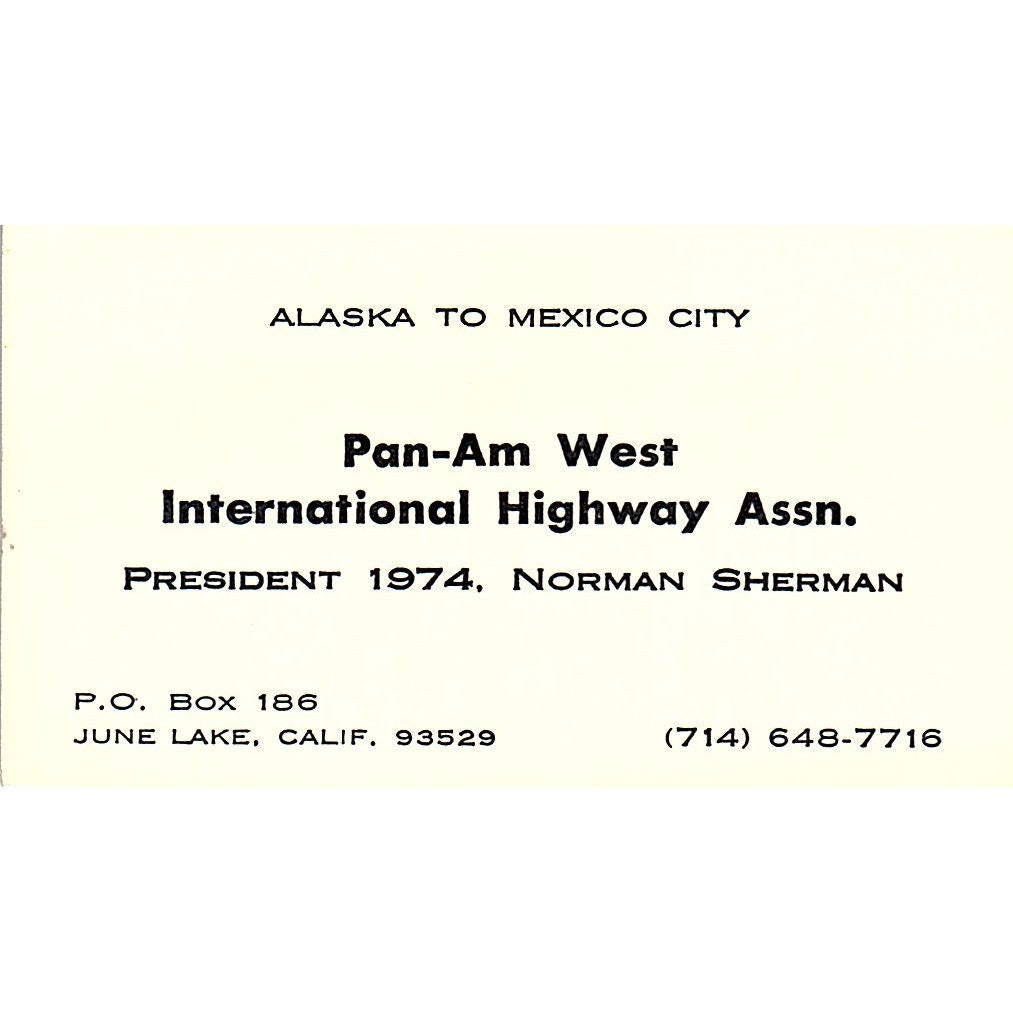 ALASKA TO MEXICO CITY
Pan-Am West
International Highway Assn.
PRESIDENT 1974, NORMAN SHERMAN
P.O. BOX 186
JUNE LAKE, CALIF. 93529
(714) 648-7716